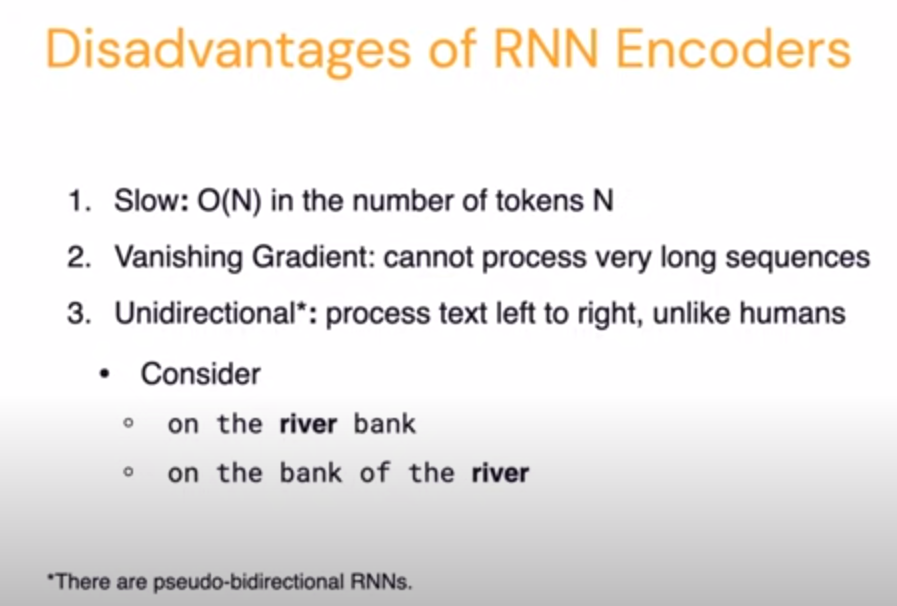 Disadvantages of RNN Encoders
1. Slow: O(N) in the number of tokens N
2. Vanishing Gradient: cannot process very long sequences
3. Unidirectional*: process text left to right, unlike humans
• Consider
○ on the river bank
○ on the bank of the river
*There are pseudo-bidirectional RNNs.